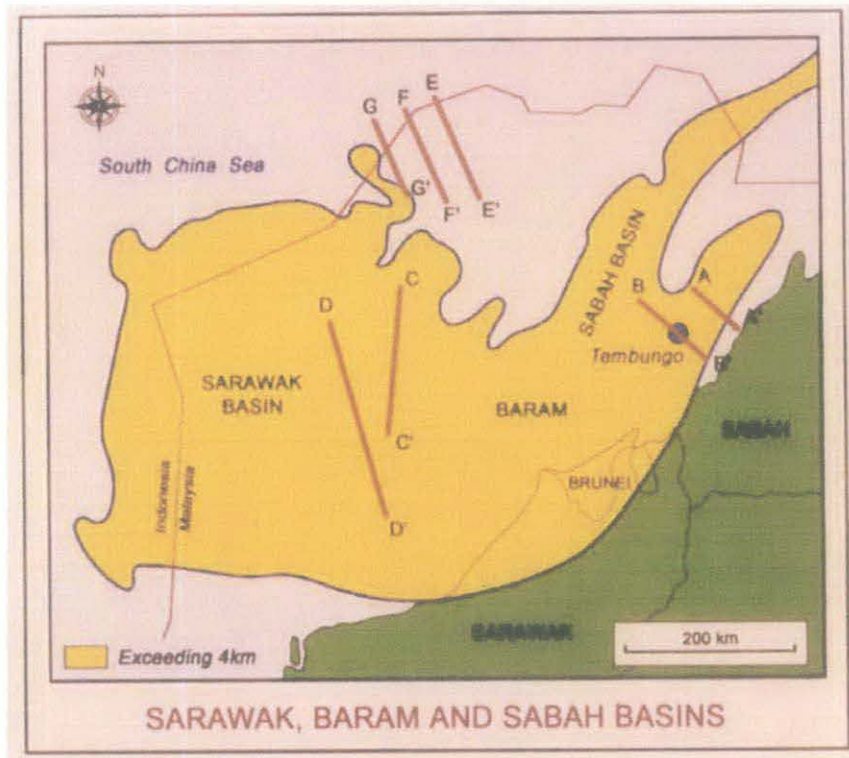 N
E
F
G
South China Sea
G'
F'
E'
SABAH BASIN
A
C
B
D
Tembungo
B'
SARAWAK
BASIN
BARAM
SABAH
C'
BRUNEI
Indonesia
Malaysia
D'
SARAWAK
200 km
Exceeding 4km
SARAWAK, BARAM AND SABAH BASINS